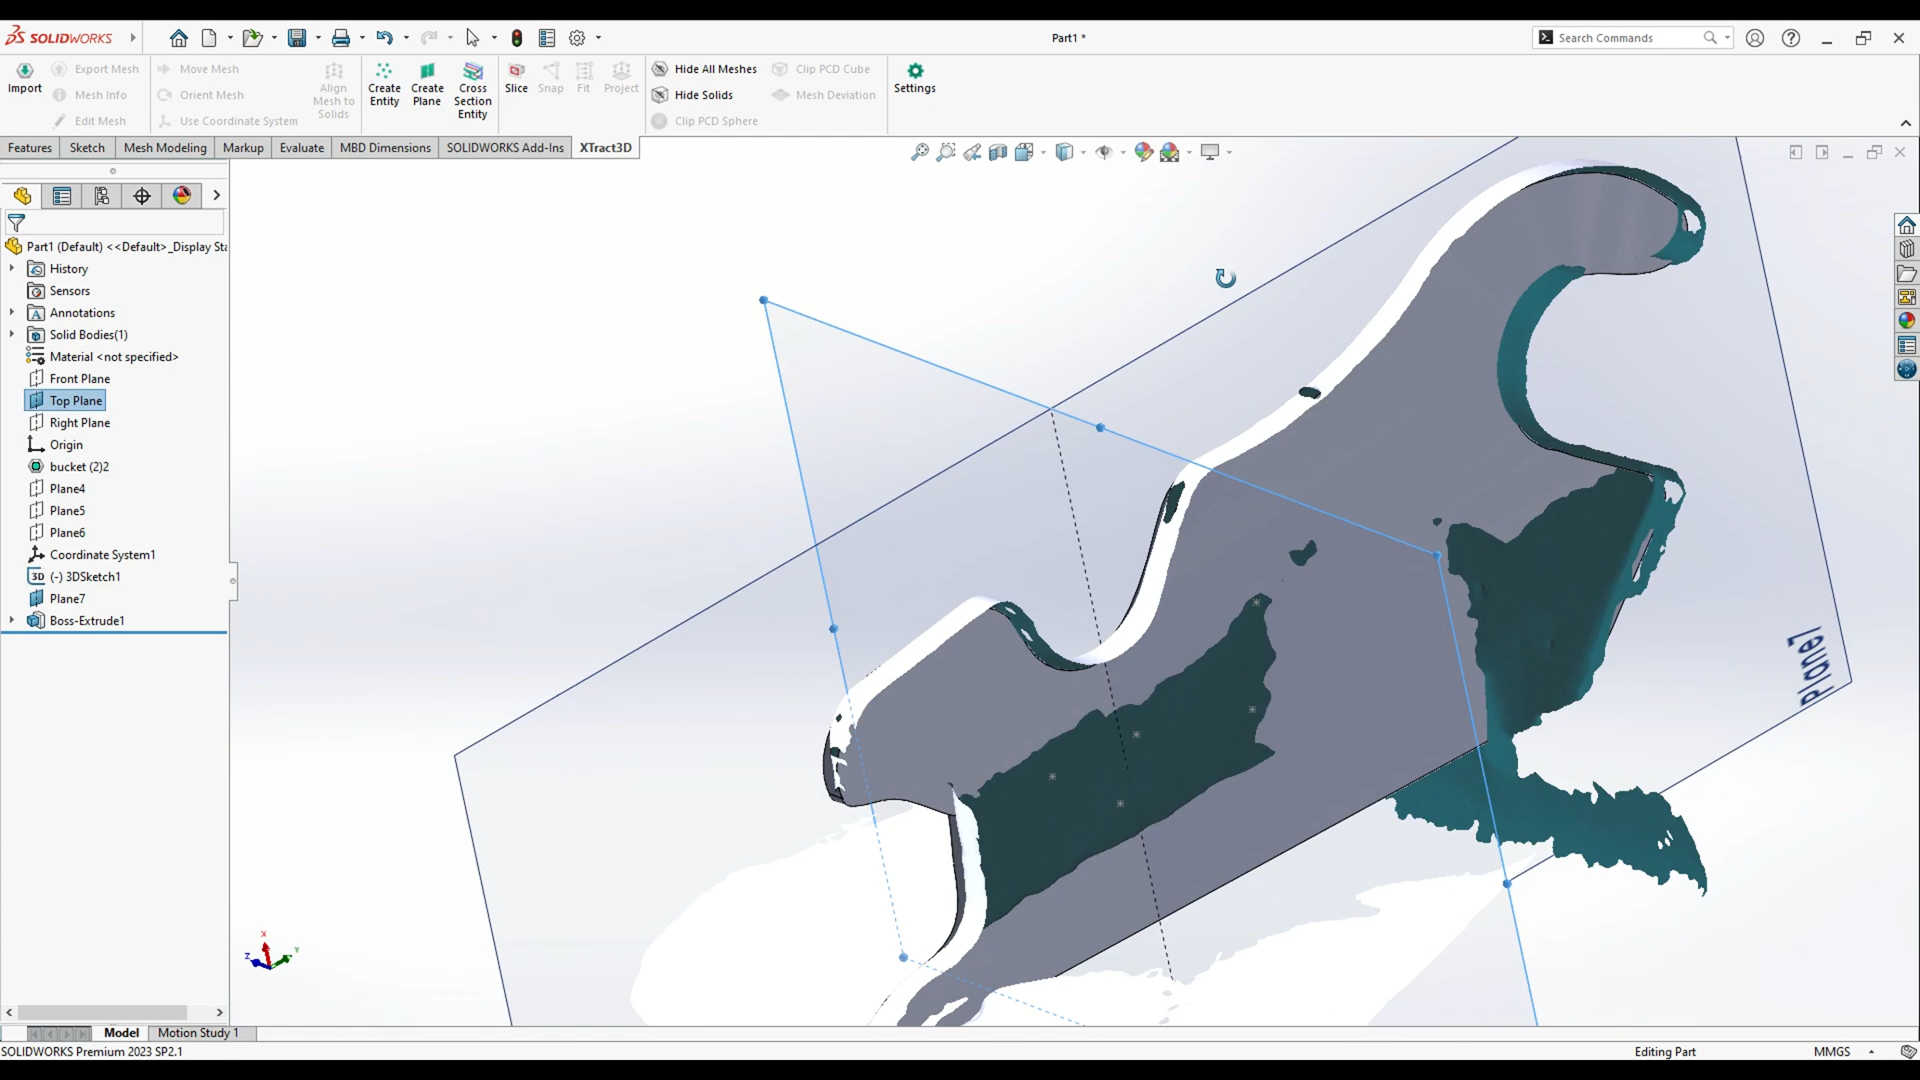 SOLIDWORKS
Part1 *
Search Commands
Import
Export Mesh
Mesh Info
Edit Mesh
Move Mesh
Orient Mesh
Use Coordinate System
Align Mesh to Solids
Create Entity
Create Plane
Cross Section Entity
Slice
Snap
Fit
Project
Hide All Meshes
Hide Solids
Clip PCD Sphere
Clip PCD Cube
Mesh Deviation
Settings
Features
Sketch
Mesh Modeling
Markup
Evaluate
MBD Dimensions
SOLIDWORKS Add-Ins
XTract3D
Part1 (Default) <<Default>_Display Sta
History
Sensors
Annotations
Solid Bodies(1)
Material <not specified>
Front Plane
Top Plane
Right Plane
Origin
bucket (2)2
Plane4
Plane5
Plane6
Coordinate System1
3D (-) 3DSketch1
Plane7
Boss-Extrude1
X
Y
Z
Model
Motion Study 1
SOLIDWORKS Premium 2023 SP2.1
Editing Part
MMGS